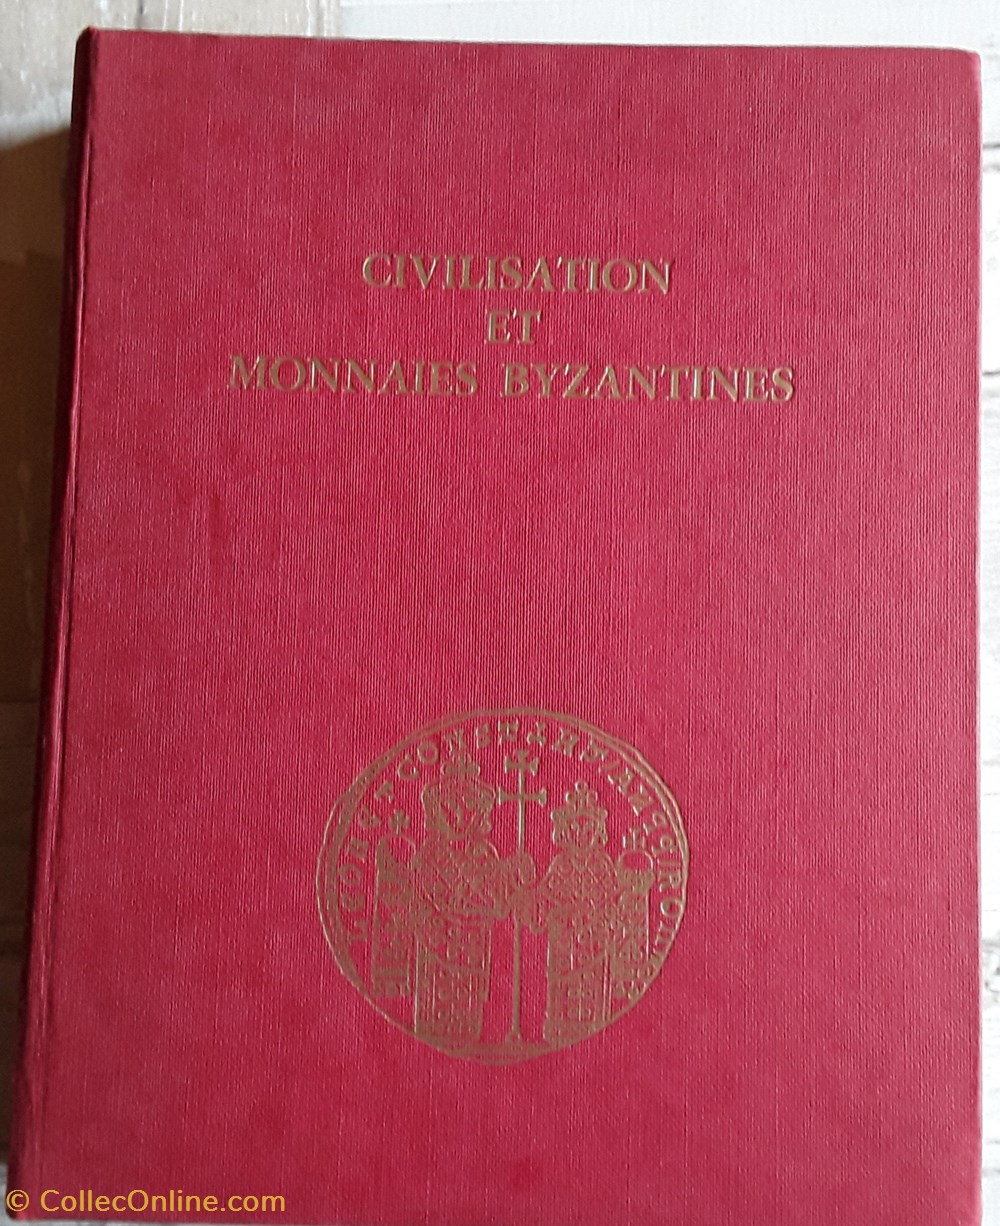 CIVILISATION
ET
MONNAIES BYZANTINES
© CollecOnline.com